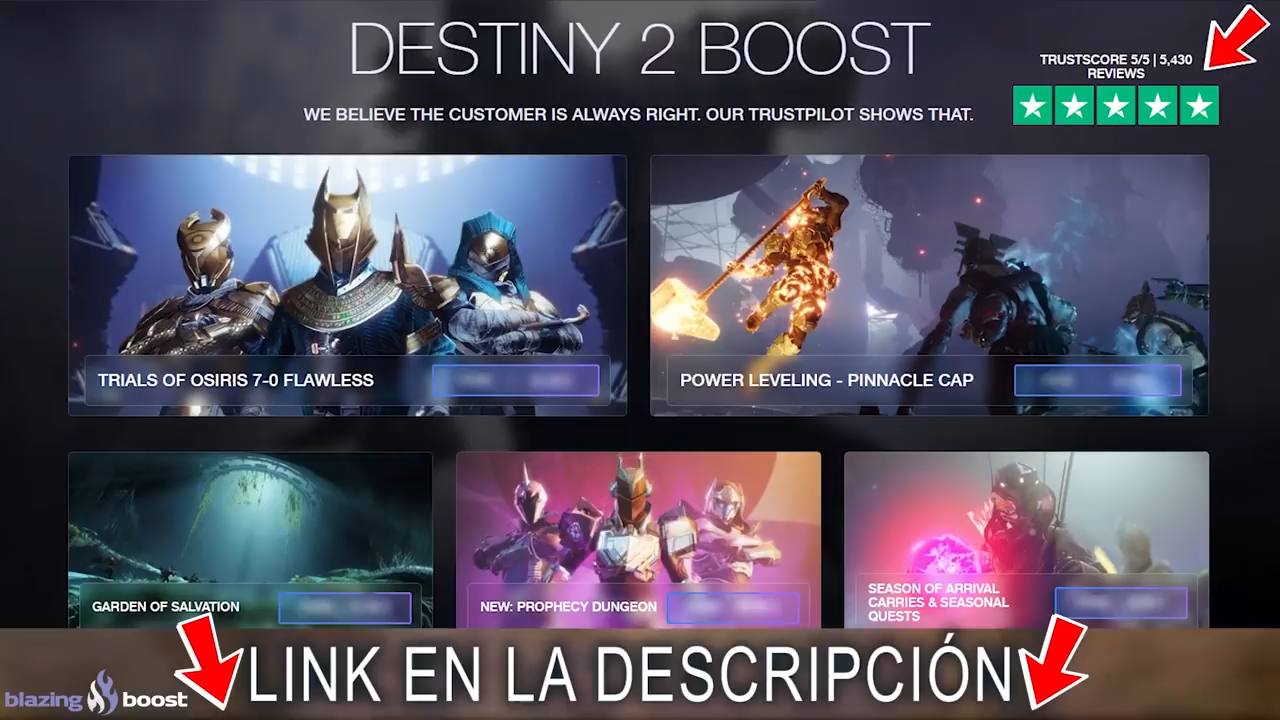 DESTINY 2 BOOST
TRUSTSCORE 5/5 | 5,430
REVIEWS
WE BELIEVE THE CUSTOMER IS ALWAYS RIGHT. OUR TRUSTPILOT SHOWS THAT.
TRIALS OF OSIRIS 7-0 FLAWLESS
POWER LEVELING - PINNACLE CAP
GARDEN OF SALVATION
NEW: PROPHECY DUNGEON
SEASON OF ARRIVAL
CARRIES & SEASONAL
QUESTS
LINK EN LA DESCRIPCIÓN
blazing boost